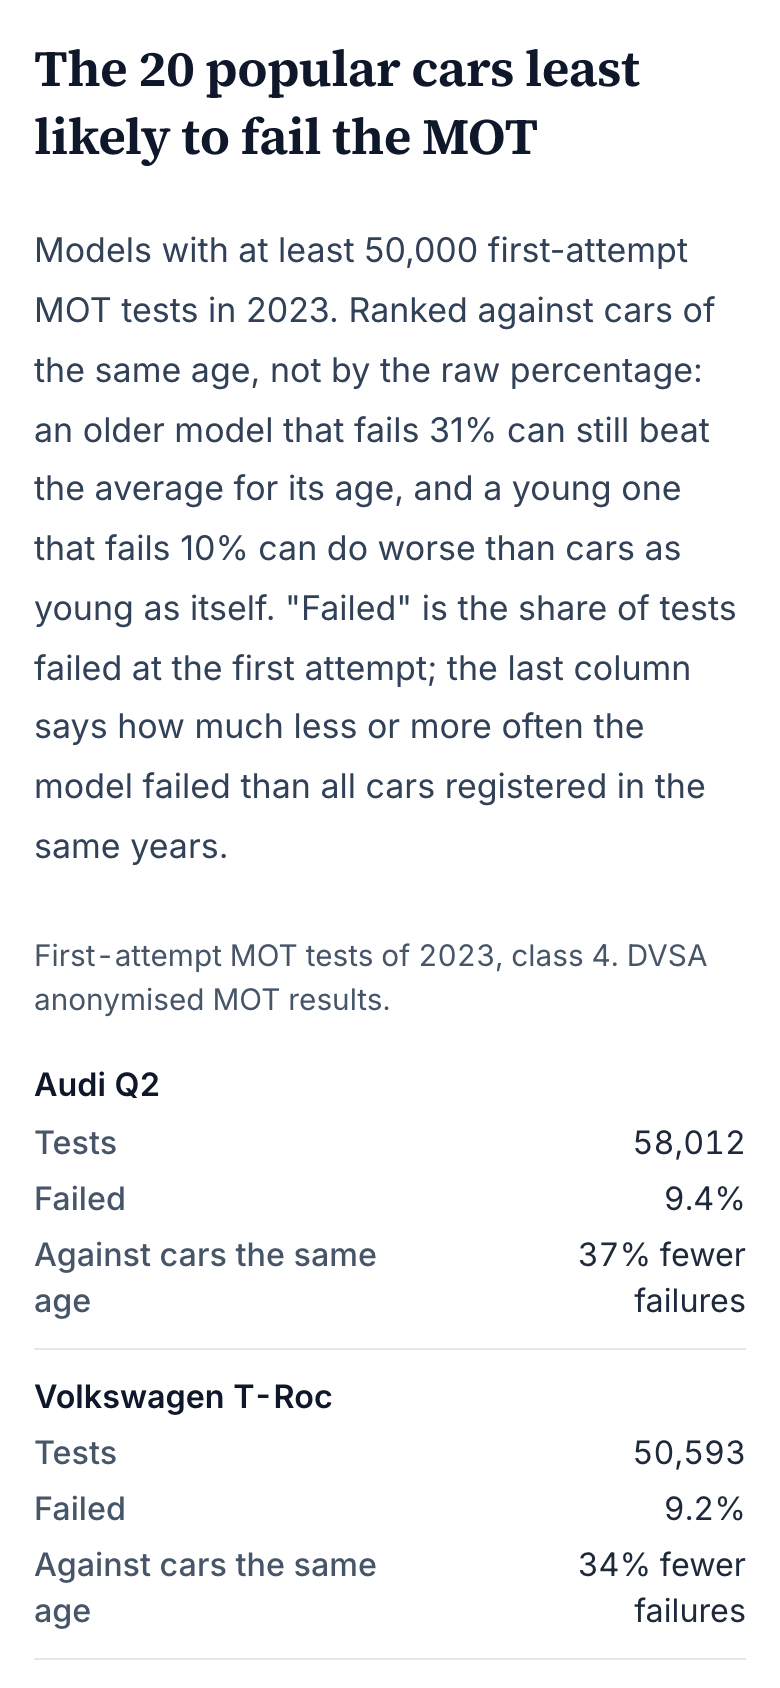 The 20 popular cars least
likely to fail the MOT
Models with at least 50,000 first-attempt
MOT tests in 2023. Ranked against cars of
the same age, not by the raw percentage:
an older model that fails 31% can still beat
the average for its age, and a young one
that fails 10% can do worse than cars as
young as itself. "Failed" is the share of tests
failed at the first attempt; the last column
says how much less or more often the
model failed than all cars registered in the
same years.
First-attempt MOT tests of 2023, class 4. DVSA
anonymised MOT results.
Audi Q2
Tests 58,012
Failed 9.4%
Against cars the same 37% fewer
age failures
Volkswagen T-Roc
Tests 50,593
Failed 9.2%
Against cars the same 34% fewer
age failures